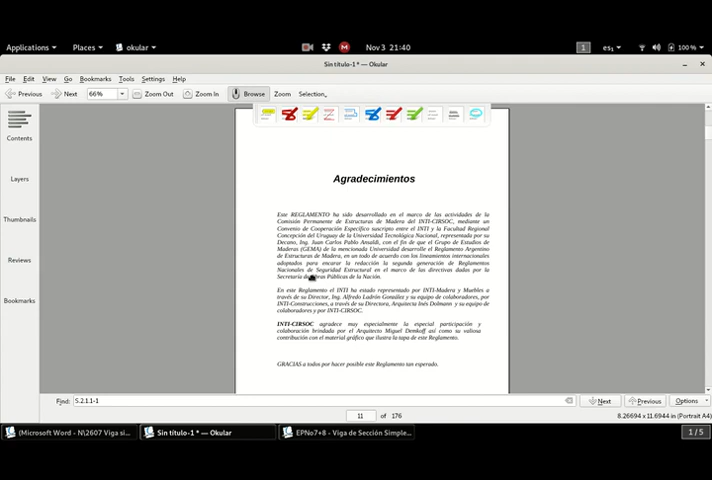 Applications Places okular Nov 3 21:40 1 es 100 %
Sin título-1 * — Okular
File Edit View Go Bookmarks Tools Settings Help
Previous Next 66% Zoom Out Zoom In Browse Zoom Selection
Contents
Layers
Thumbnails
Reviews
Bookmarks
Agradecimientos
Este REGLAMENTO ha sido desarrollado en el marco de las actividades de la
Comisión Permanente de Estructuras de Madera del INTI-CIRSOC, mediante un
Convenio de Cooperación Específico suscripto entre el INTI y la Facultad Regional
Concepción del Uruguay de la Universidad Tecnológica Nacional, representada por su
Decano, Ing. Juan Carlos Pablo Ansaldi, con el fin de que el Grupo de Estudios de
Maderas (GEMA) de la mencionada Universidad desarrolle el Reglamento Argentino
de Estructuras de Madera, en un todo de acuerdo con los lineamientos internacionales
adoptados para encarar la redacción la segunda generación de Reglamentos
Nacionales de Seguridad Estructural en el marco de las directivas dadas por la
Secretaría de Obras Públicas de la Nación.
En este Reglamento el INTI ha estado representado por INTI-Madera y Muebles a
través de su Director, Ing. Alfredo Ladrón González y su equipo de colaboradores, por
INTI-Construcciones, a través de su Directora, Arquitecta Inés Dolmann y su equipo de
colaboradores y por INTI-CIRSOC.
INTI-CIRSOC agradece muy especialmente la especial participación y
colaboración brindada por el Arquitecto Miguel Demkoff así como su valiosa
contribución con el material gráfico que ilustra la tapa de este Reglamento.
GRACIAS a todos por hacer posible este Reglamento tan esperado.
Find: S.2.1.1-1 Next Previous Options
11 of 176 8.26694 x 11.6944 in (Portrait A4)
(Microsoft Word - N\2607 Viga si... Sin título-1 * — Okular EPNo7+8 - Viga de Sección Simple... 1 / 5